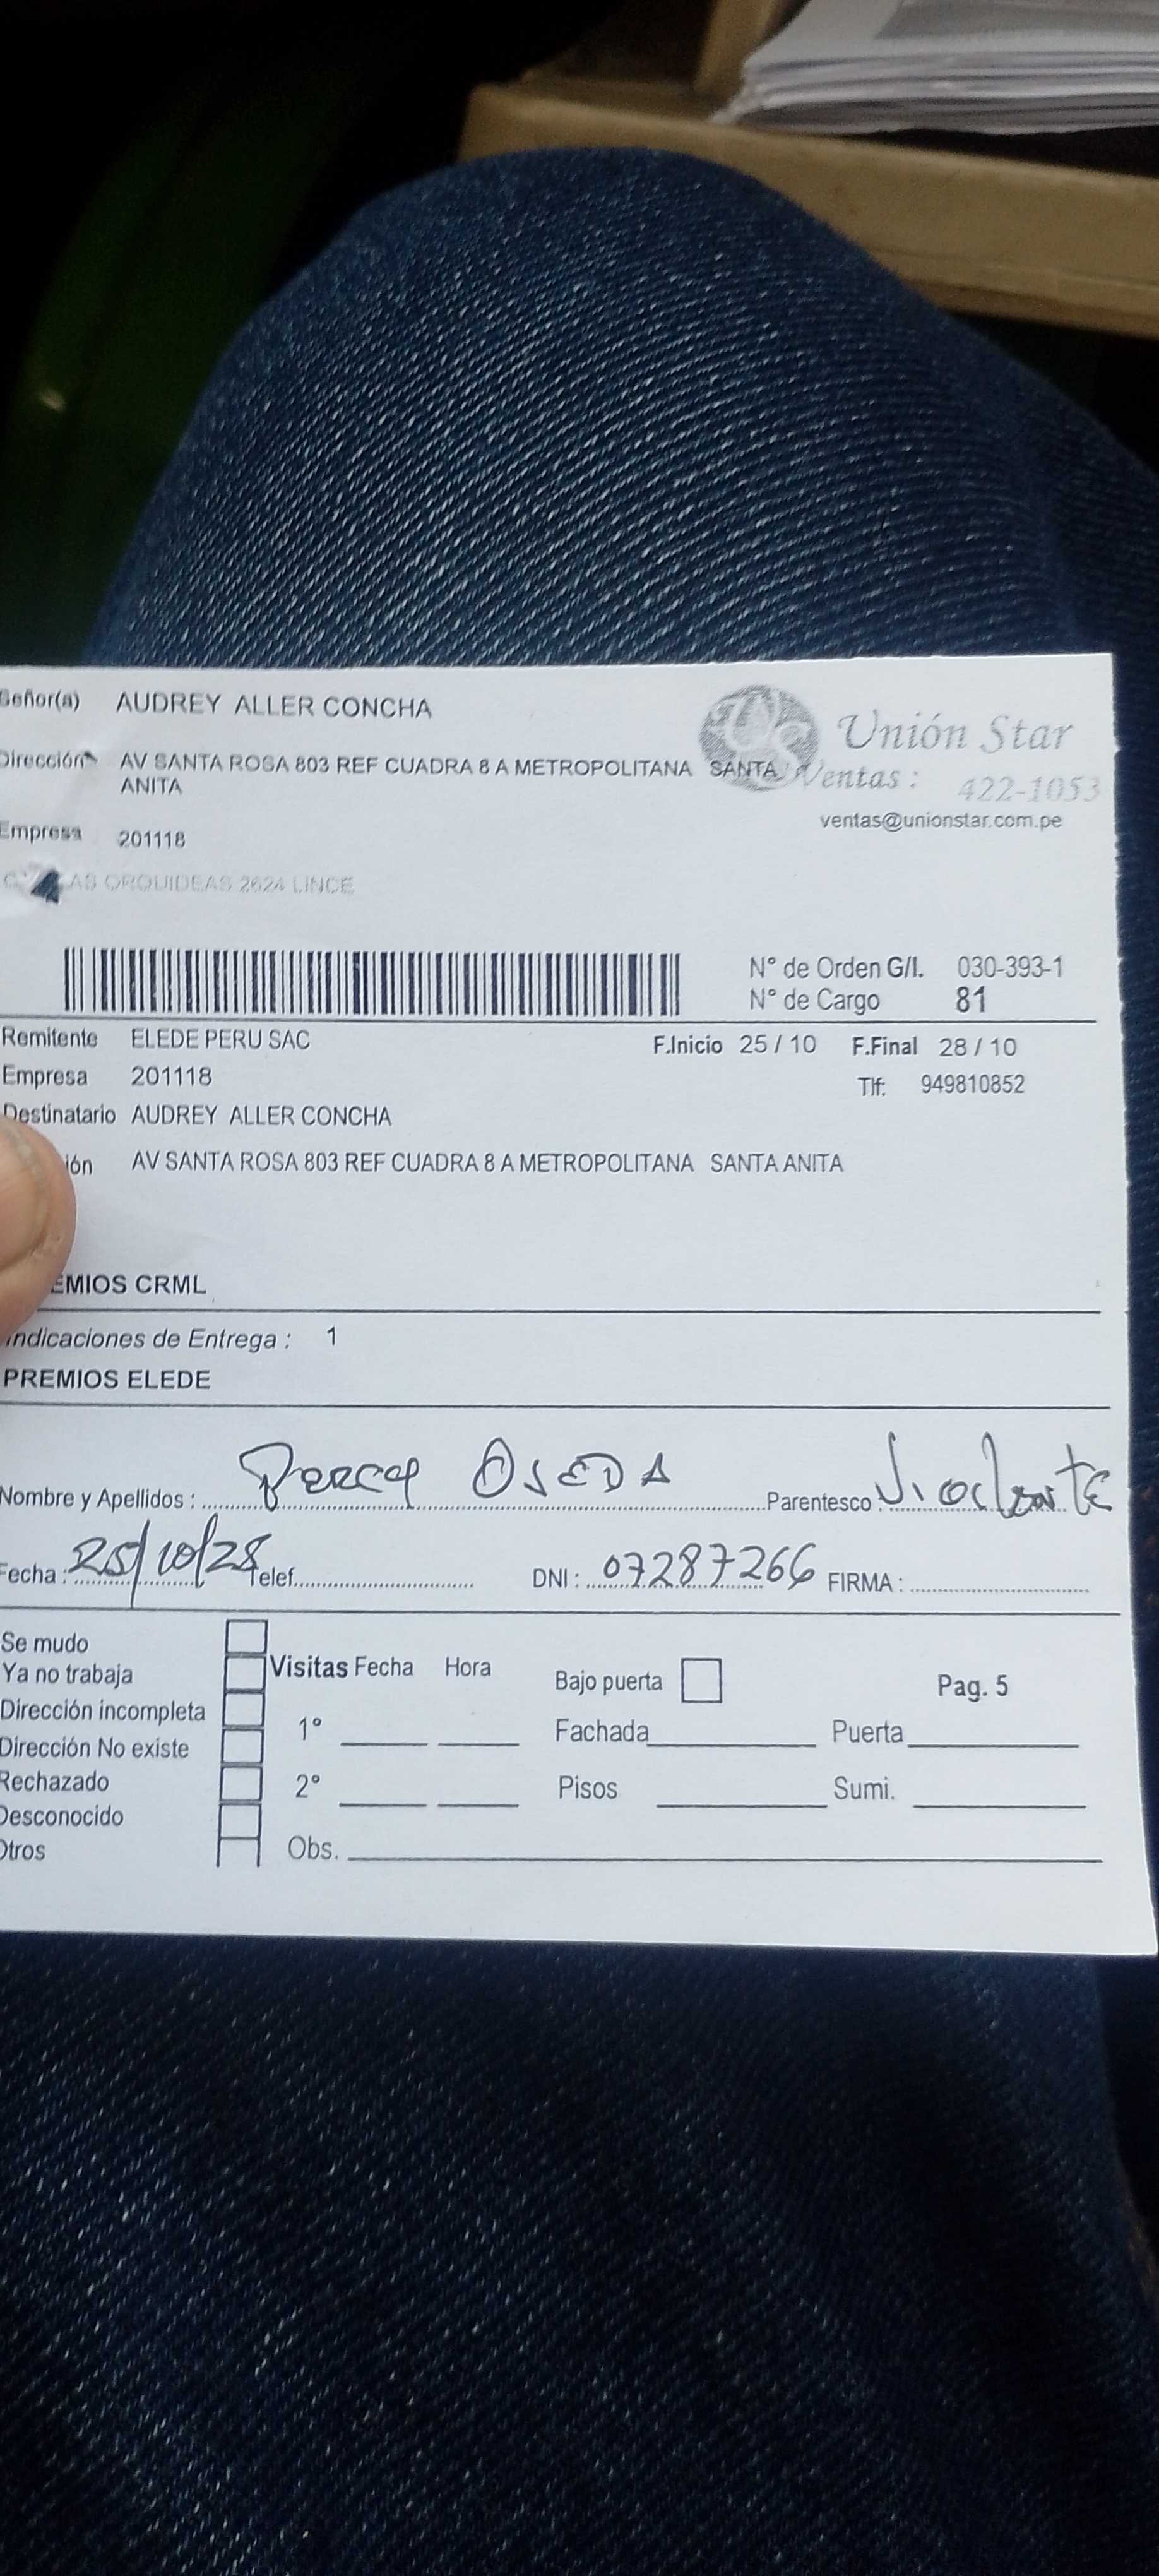 Señor(a) AUDREY ALLER CONCHA
Dirección AV SANTA ROSA 803 REF CUADRA 8 A METROPOLITANA SANTA
ANITA
Unión Star
Ventas : 422-1053
ventas@unionstar.com.pe
Empresa 201118
AS ORQUIDEAS 2624 LINCE
N° de Orden G/I. 030-393-1
N° de Cargo 81
Remitente ELEDE PERU SAC F.Inicio 25 / 10 F.Final 28 / 10
Empresa 201118 Tlf: 949810852
Destinatario AUDREY ALLER CONCHA
ión AV SANTA ROSA 803 REF CUADRA 8 A METROPOLITANA SANTA ANITA
EMIOS CRML
Indicaciones de Entrega : 1
PREMIOS ELEDE
Nombre y Apellidos : Percy OSEDA Parentesco
Fecha : 25/10/25 Telef. DNI : 07287266 FIRMA :
Se mudo
Ya no trabaja Visitas Fecha Hora Bajo puerta Pag. 5
Dirección incompleta 1° Fachada Puerta
Dirección No existe
Rechazado 2° Pisos Sumi.
Desconocido
Otros Obs.